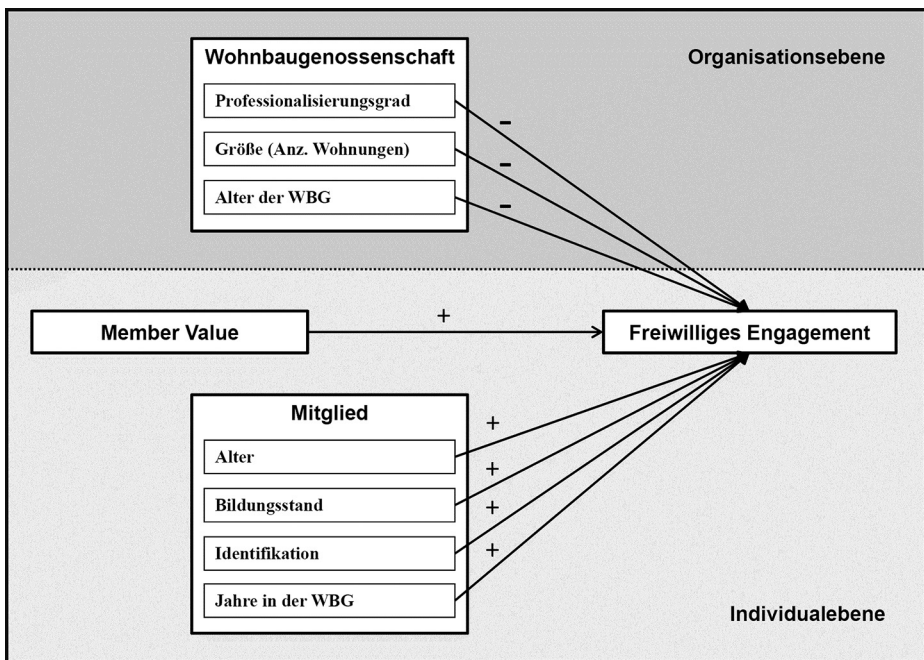 Wohnbaugenossenschaft
Organisationsebene
Professionalisierungsgrad
Größe (Anz. Wohnungen)
Alter der WBG
-
-
-
Member Value
+
Freiwilliges Engagement
Mitglied
Alter
Bildungsstand
Identifikation
Jahre in der WBG
+
+
+
+
Individualebene